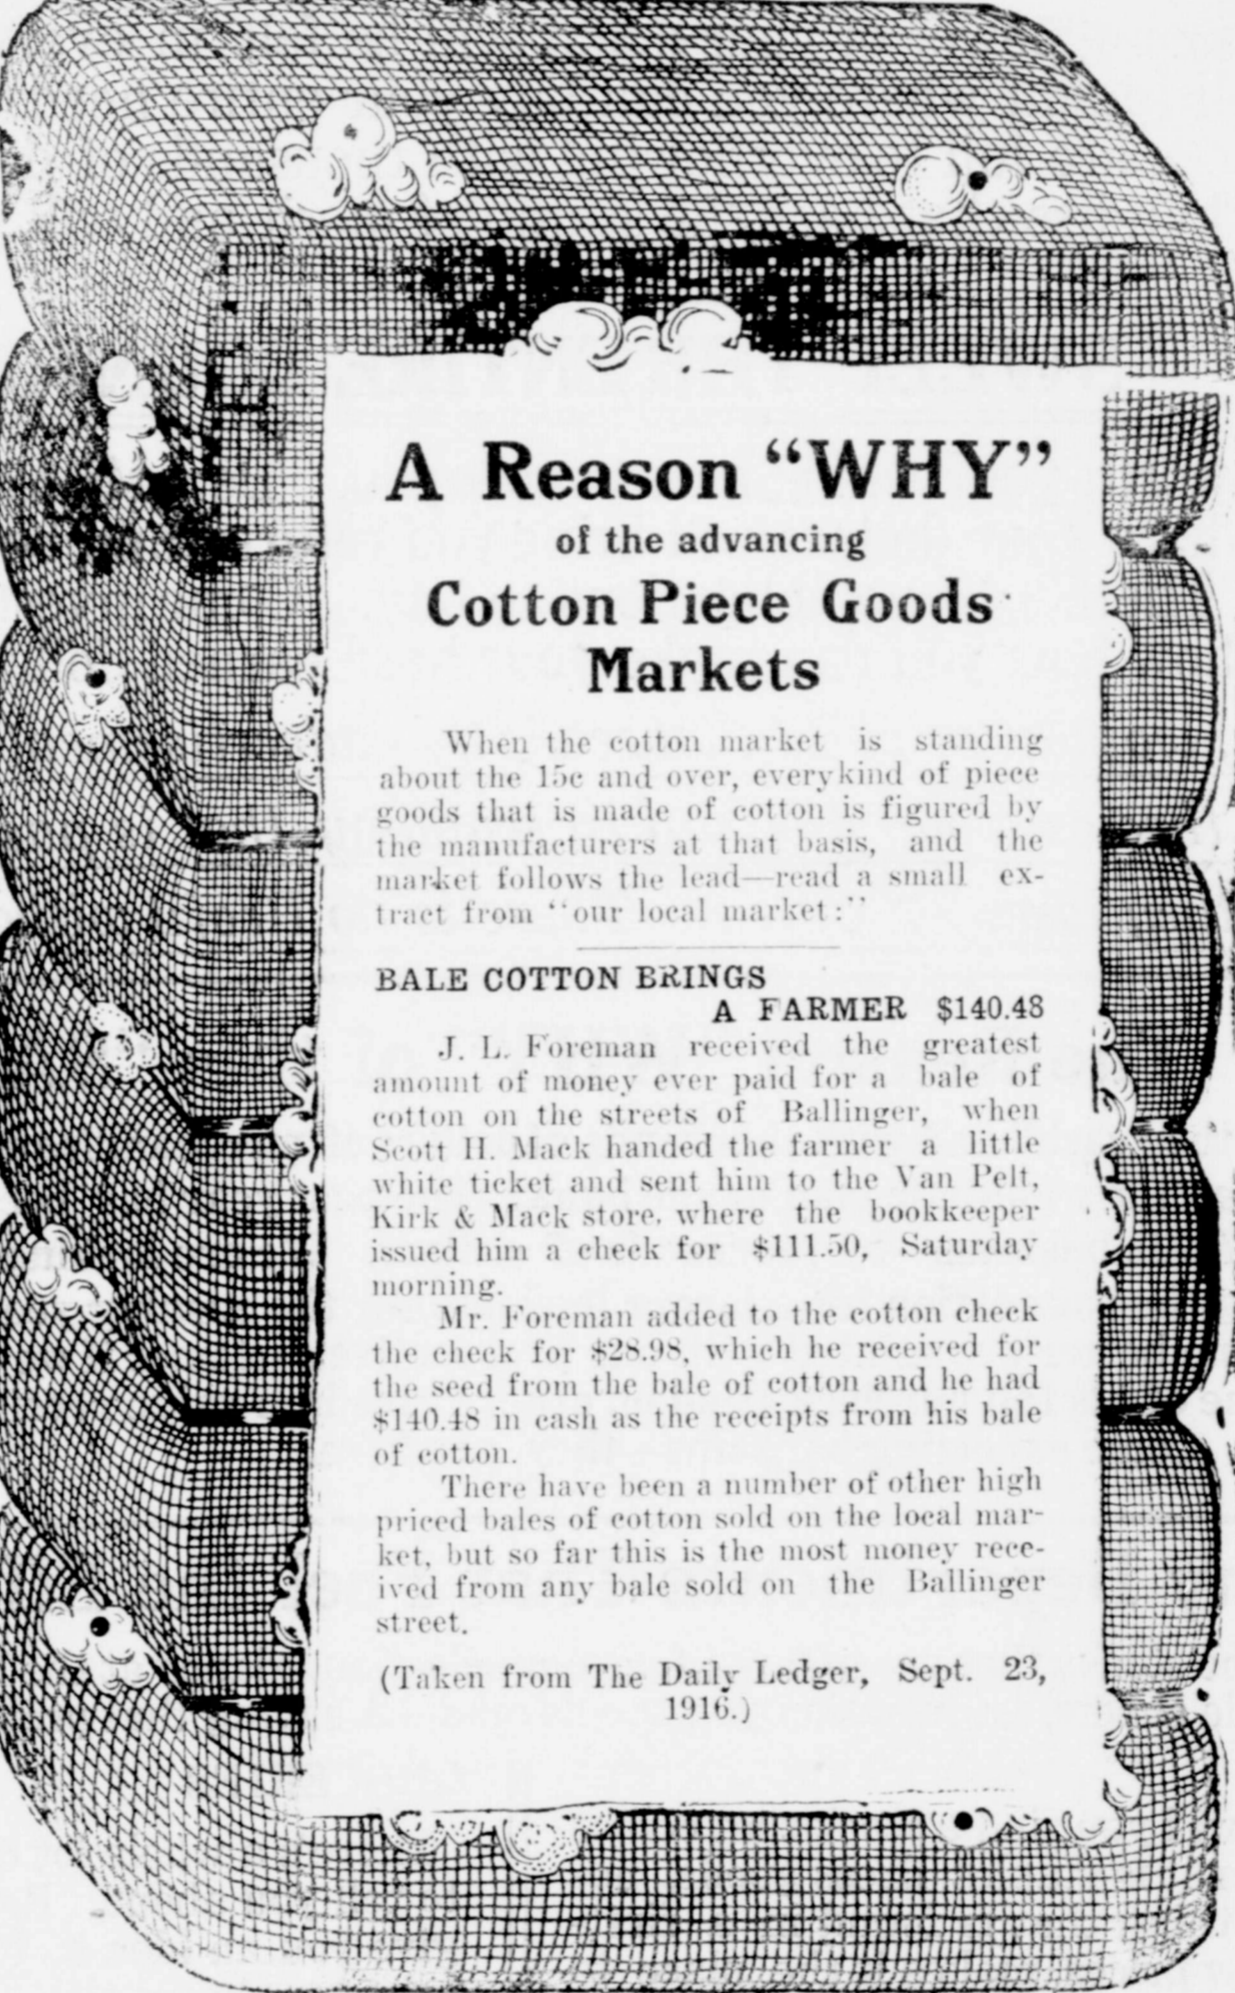 A Reason “WHY”
of the advancing
Cotton Piece Goods
Markets
When the cotton market is standing
about the 15c and over, every kind of piece
goods that is made of cotton is figured by
the manufacturers at that basis, and the
market follows the lead—read a small ex-
tract from “our local market:”
BALE COTTON BRINGS
A FARMER $140.48
J. L. Foreman received the greatest
amount of money ever paid for a bale of
cotton on the streets of Ballinger, when
Scott H. Mack handed the farmer a little
white ticket and sent him to the Van Pelt,
Kirk & Mack store, where the bookkeeper
issued him a check for $111.50, Saturday
morning.
Mr. Foreman added to the cotton check
the check for $28.98, which he received for
the seed from the bale of cotton and he had
$140.48 in cash as the receipts from his bale
of cotton.
There have been a number of other high
priced bales of cotton sold on the local mar-
ket, but so far this is the most money rece-
ived from any bale sold on the Ballinger
street.
(Taken from The Daily Ledger, Sept. 23,
1916.)